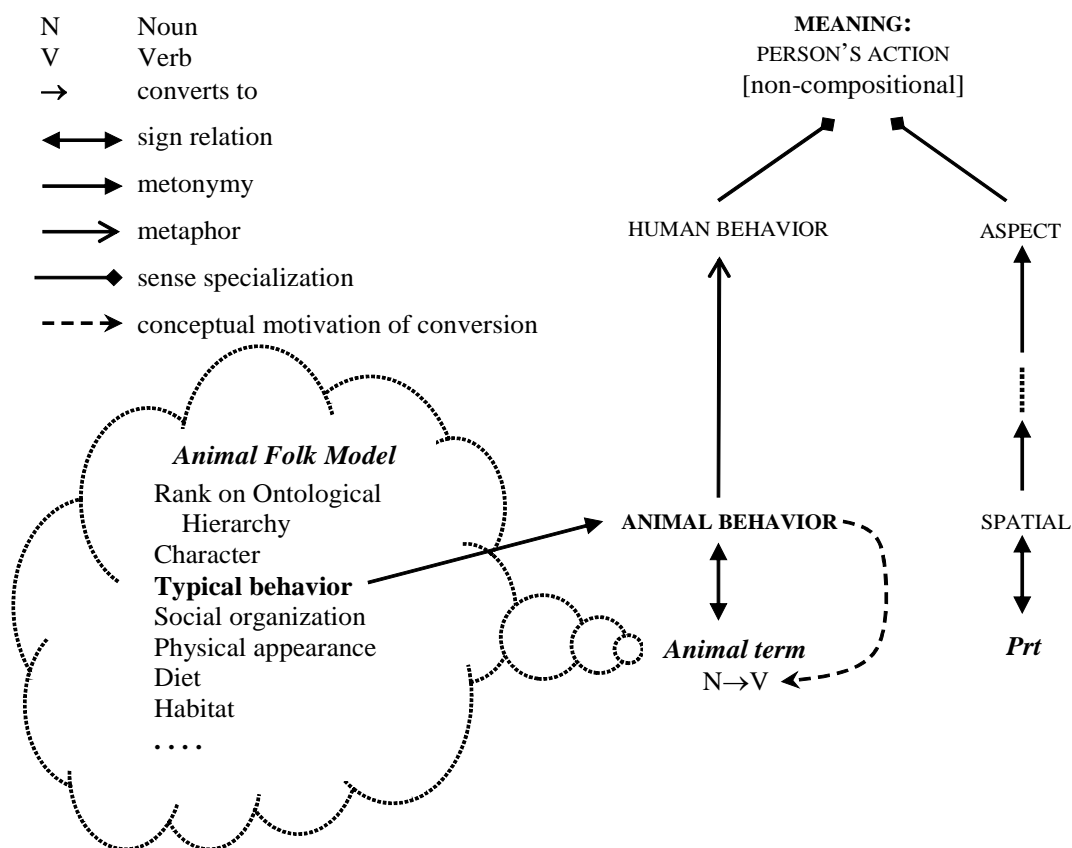 N Noun
V Verb
→ converts to
sign relation
metonymy
metaphor
sense specialization
conceptual motivation of conversion
MEANING:
PERSON'S ACTION
[non-compositional]
HUMAN BEHAVIOR
ASPECT
Animal Folk Model
Rank on Ontological
Hierarchy
Character
Typical behavior
Social organization
Physical appearance
Diet
Habitat
. . . .
ANIMAL BEHAVIOR
SPATIAL
Animal term
N→V
Prt